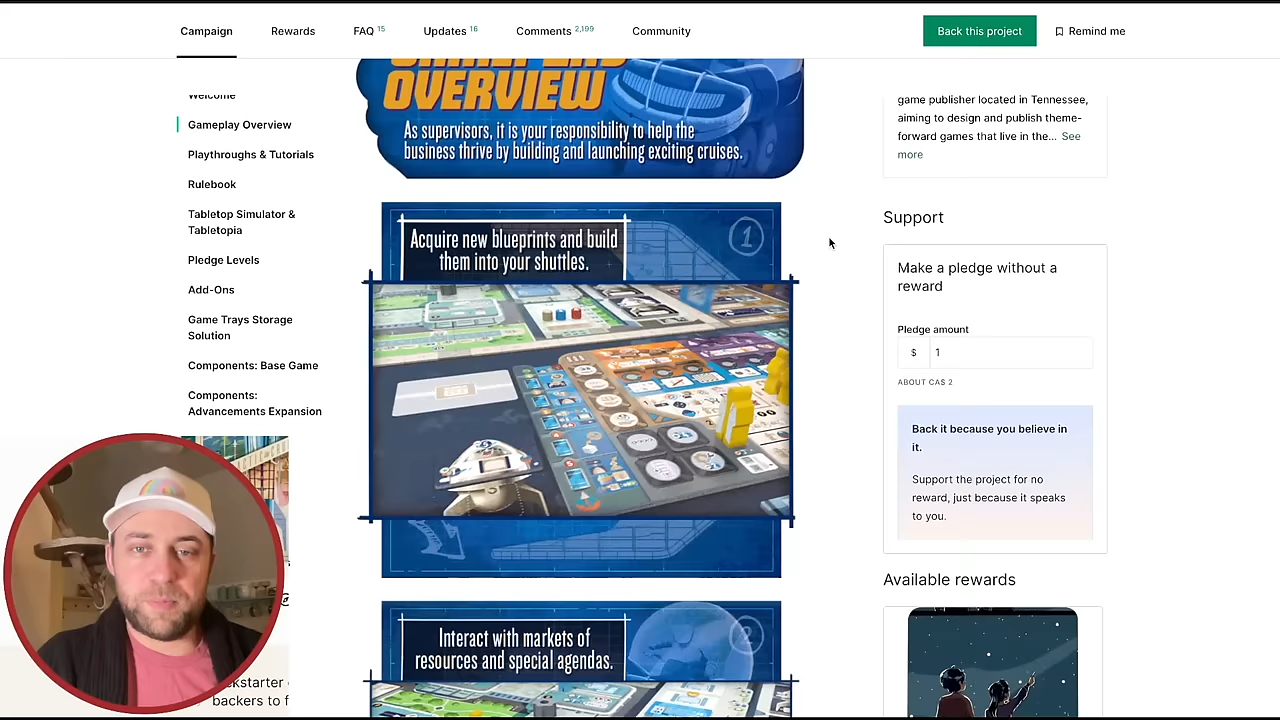 Campaign
Rewards
FAQ 15
Updates 16
Comments 2,199
Community
Back this project
Remind me
Welcome
Gameplay Overview
Playthroughs & Tutorials
Rulebook
Tabletop Simulator &
Tabletopia
Pledge Levels
Add-Ons
Game Trays Storage
Solution
Components: Base Game
Components:
Advancements Expansion
OVERVIEW
As supervisors, it is your responsibility to help the
business thrive by building and launching exciting cruises.
Acquire new blueprints and build
them into your shuttles.
1
Interact with markets of
resources and special agendas.
2
game publisher located in Tennessee,
aiming to design and publish theme-
forward games that live in the... See
more
Support
Make a pledge without a
reward
Pledge amount
$ 1
ABOUT CA$ 2
Back it because you believe in
it.
Support the project for no
reward, just because it speaks
to you.
Available rewards
kstarter
backers to f